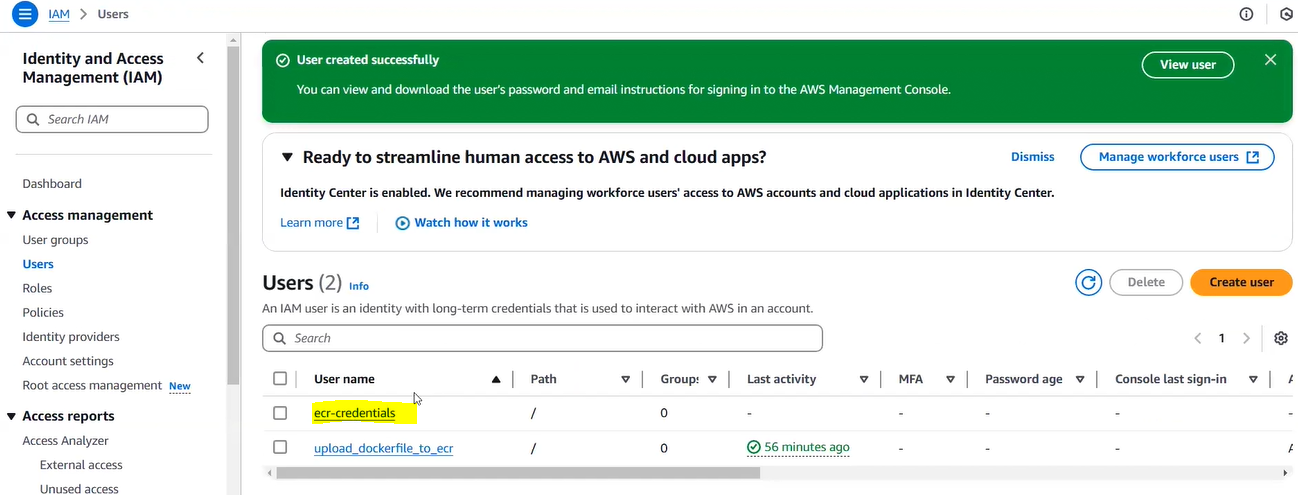 IAM > Users
Identity and Access
Management (IAM)
Search IAM
Dashboard
Access management
User groups
Users
Roles
Policies
Identity providers
Account settings
Root access management New
Access reports
Access Analyzer
External access
Unused access
User created successfully
You can view and download the user's password and email instructions for signing in to the AWS Management Console.
View user
Ready to streamline human access to AWS and cloud apps?
Dismiss
Manage workforce users
Identity Center is enabled. We recommend managing workforce users' access to AWS accounts and cloud applications in Identity Center.
Learn more
Watch how it works
Users (2) Info
Delete
Create user
An IAM user is an identity with long-term credentials that is used to interact with AWS in an account.
Search
1
User name Path Group: Last activity MFA Password age Console last sign-in A
ecr-credentials / 0 - - - -
upload_dockerfile_to_ecr / 0 56 minutes ago - - - A